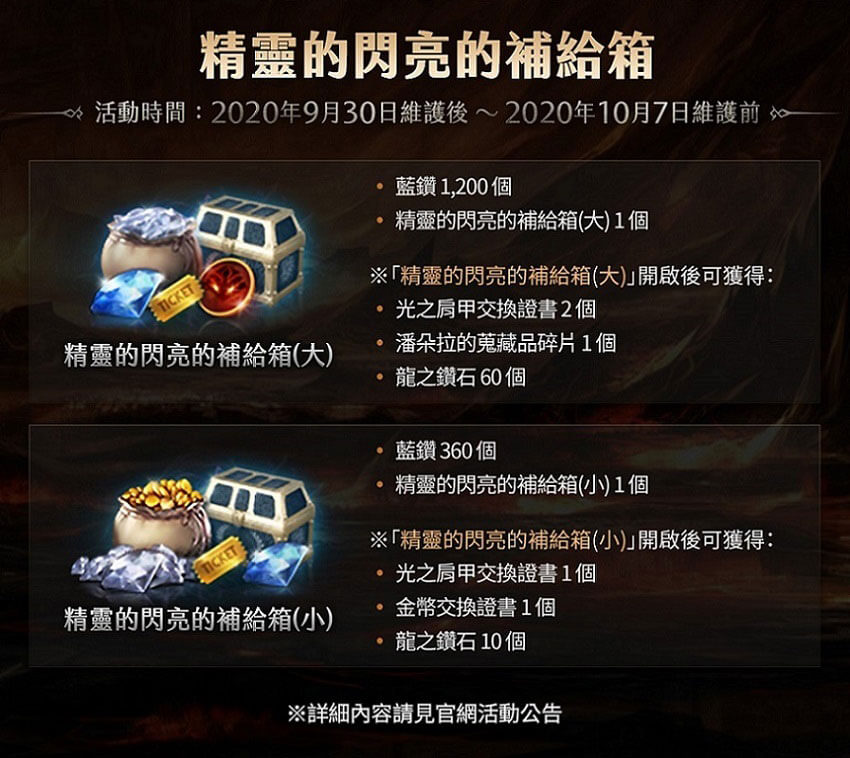 精靈的閃亮的補給箱
活動時間：2020年9月30日維護後 ～ 2020年10月7日維護前
• 藍鑽 1,200 個
• 精靈的閃亮的補給箱(大) 1 個
※「精靈的閃亮的補給箱(大)」開啟後可獲得：
• 光之肩甲交換證書 2 個
• 潘朵拉的蒐藏品碎片 1 個
• 龍之鑽石 60 個
TICKET
精靈的閃亮的補給箱(大)
• 藍鑽 360 個
• 精靈的閃亮的補給箱(小) 1 個
※「精靈的閃亮的補給箱(小)」開啟後可獲得：
• 光之肩甲交換證書 1 個
• 金幣交換證書 1 個
• 龍之鑽石 10 個
TICKET
精靈的閃亮的補給箱(小)
※詳細內容請見官網活動公告